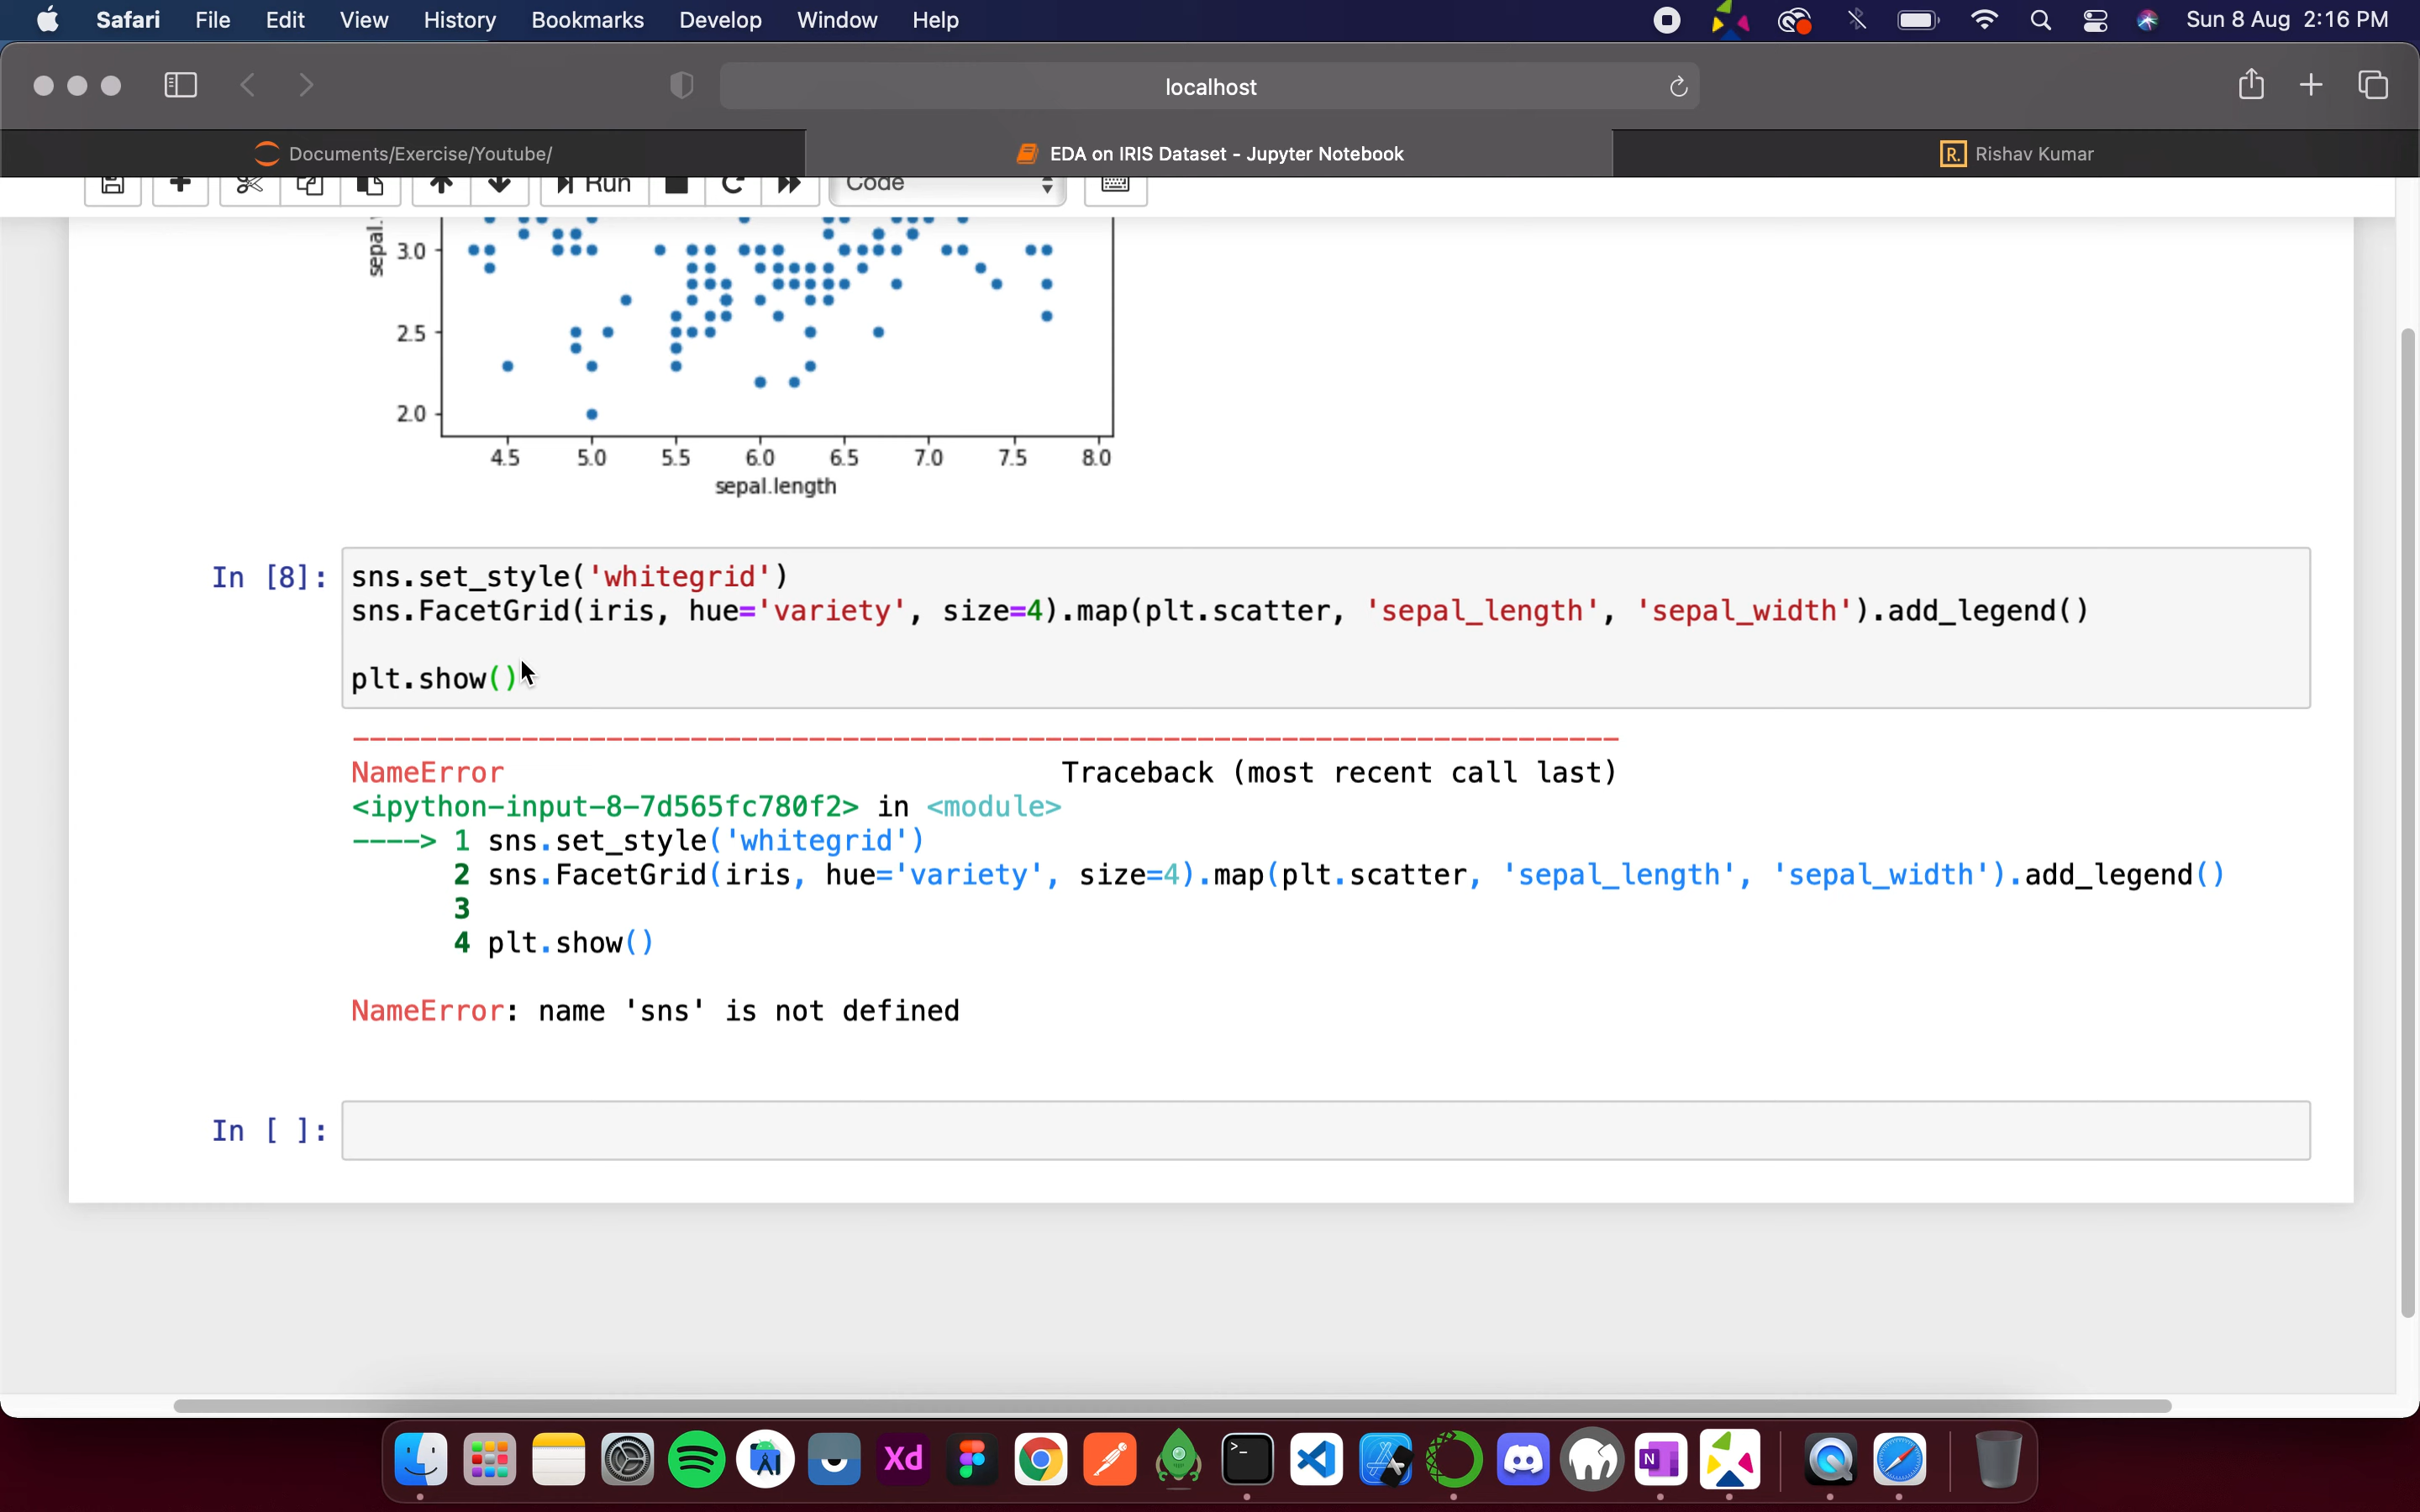 Safari File Edit View History Bookmarks Develop Window Help Sun 8 Aug 2:16 PM
localhost
Documents/Exercise/Youtube/ EDA on IRIS Dataset - Jupyter Notebook R. Rishav Kumar
Run Code
sepal.
3.0
2.5
2.0
4.5 5.0 5.5 6.0 6.5 7.0 7.5 8.0
sepal.length
In [8]: sns.set_style('whitegrid')
sns.FacetGrid(iris, hue='variety', size=4).map(plt.scatter, 'sepal_length', 'sepal_width').add_legend()
plt.show()
---------------------------------------------------------------------------
NameError Traceback (most recent call last)
<ipython-input-8-7d565fc780f2> in <module>
----> 1 sns.set_style('whitegrid')
2 sns.FacetGrid(iris, hue='variety', size=4).map(plt.scatter, 'sepal_length', 'sepal_width').add_legend()
3
4 plt.show()
NameError: name 'sns' is not defined
In [ ]:
Xd >_ N